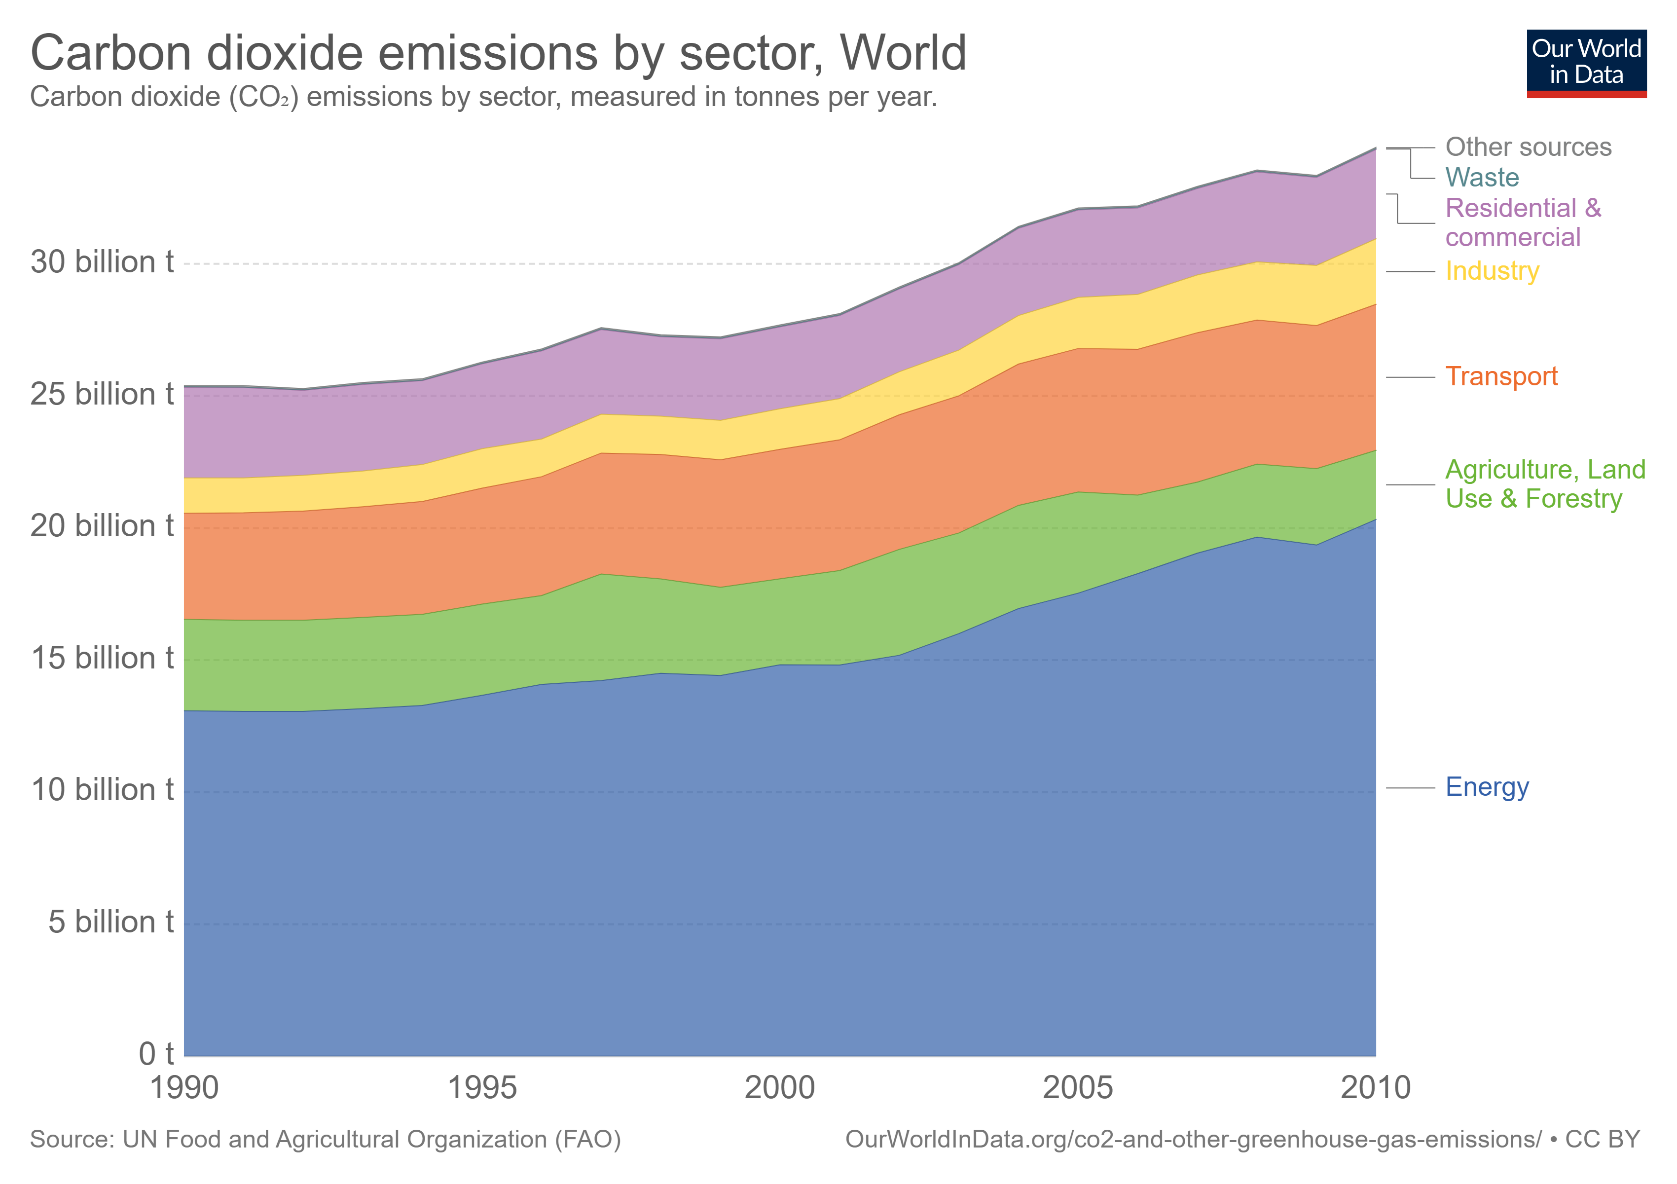 Carbon dioxide emissions by sector, World
Carbon dioxide (CO₂) emissions by sector, measured in tonnes per year.
Our World
in Data
Other sources
Waste
Residential &
commercial
Industry
Transport
Agriculture, Land
Use & Forestry
Energy
30 billion t
25 billion t
20 billion t
15 billion t
10 billion t
5 billion t
0 t
1990 1995 2000 2005 2010
Source: UN Food and Agricultural Organization (FAO)
OurWorldInData.org/co2-and-other-greenhouse-gas-emissions/ • CC BY